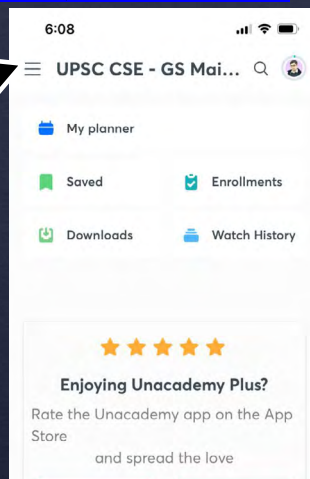 6:08
UPSC CSE - GS Mai...
My planner
Saved
Enrollments
Downloads
Watch History
Enjoying Unacademy Plus?
Rate the Unacademy app on the App
Store
and spread the love